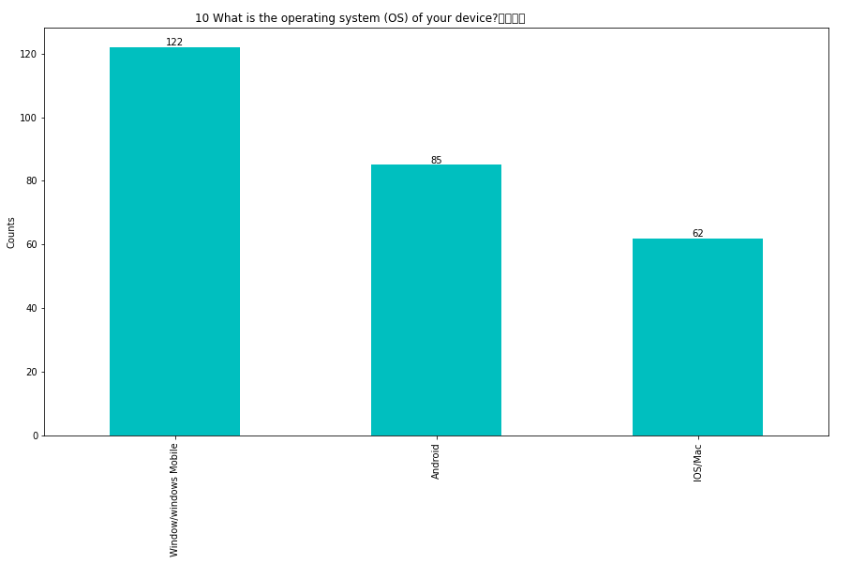 10 What is the operating system (OS) of your device?
122
120
100
85
80
62
60
40
20
0
Counts
Window/windows Mobile
Android
IOS/Mac